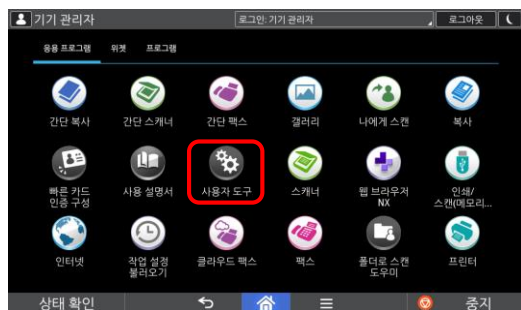 기기 관리자
로그인: 기기 관리자
로그아웃
응용 프로그램 위젯 프로그램
간단 복사 간단 스캐너 간단 팩스 갤러리 나에게 스캔 복사
빠른 카드 인증 구성 사용 설명서 사용자 도구 스캐너 웹 브라우저 NX 인쇄/스캔(메모리...
인터넷 작업 설정 불러오기 클라우드 팩스 팩스 폴더로 스캔 도우미 프린터
상태 확인 중지